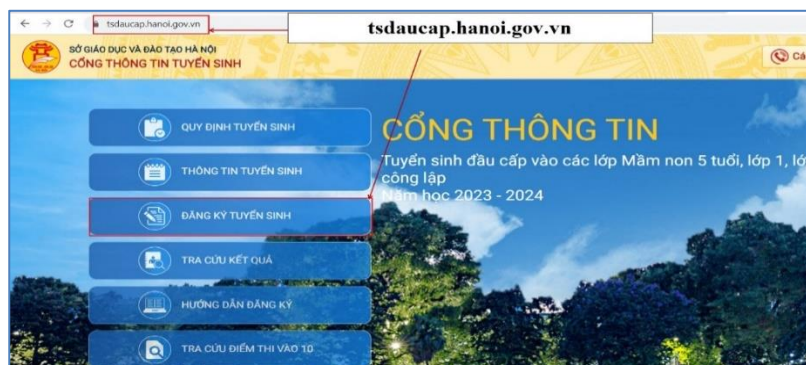 tsdaucap.hanoi.gov.vn
tsdaucap.hanoi.gov.vn
SỞ GIÁO DỤC VÀ ĐÀO TẠO HÀ NỘI
CỔNG THÔNG TIN TUYỂN SINH
Cá
QUY ĐỊNH TUYỂN SINH
THÔNG TIN TUYỂN SINH
ĐĂNG KÝ TUYỂN SINH
TRA CỨU KẾT QUẢ
HƯỚNG DẪN ĐĂNG KÝ
TRA CỨU ĐIỂM THI VÀO 10
CỔNG THÔNG TIN
Tuyển sinh đầu cấp vào các lớp Mầm non 5 tuổi, lớp 1, lớ
công lập
Năm học 2023 - 2024